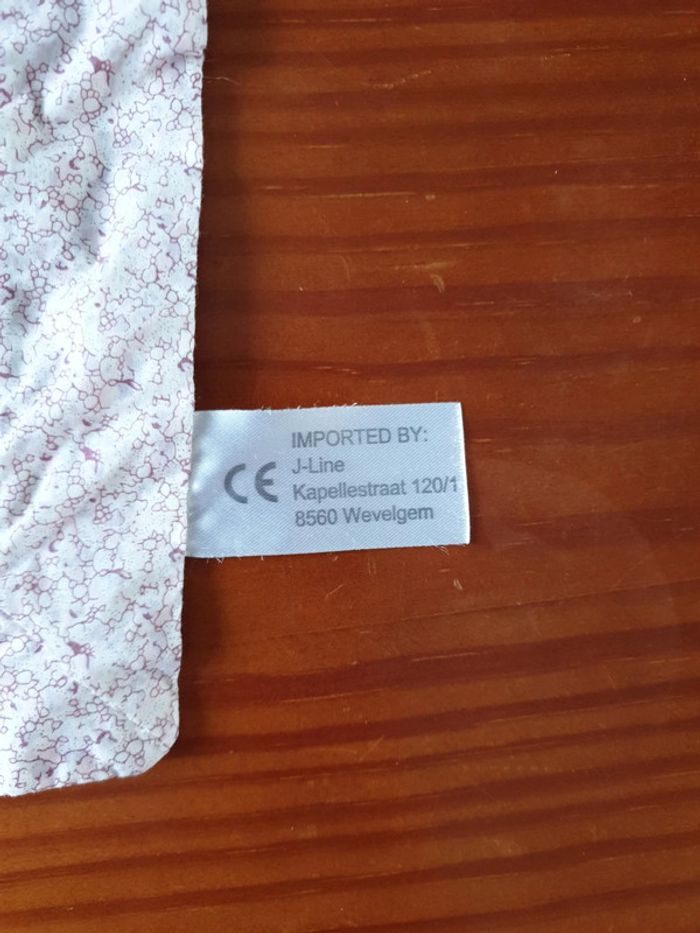 IMPORTED BY:
J-Line
CE Kapellestraat 120/1
8560 Wevelgem